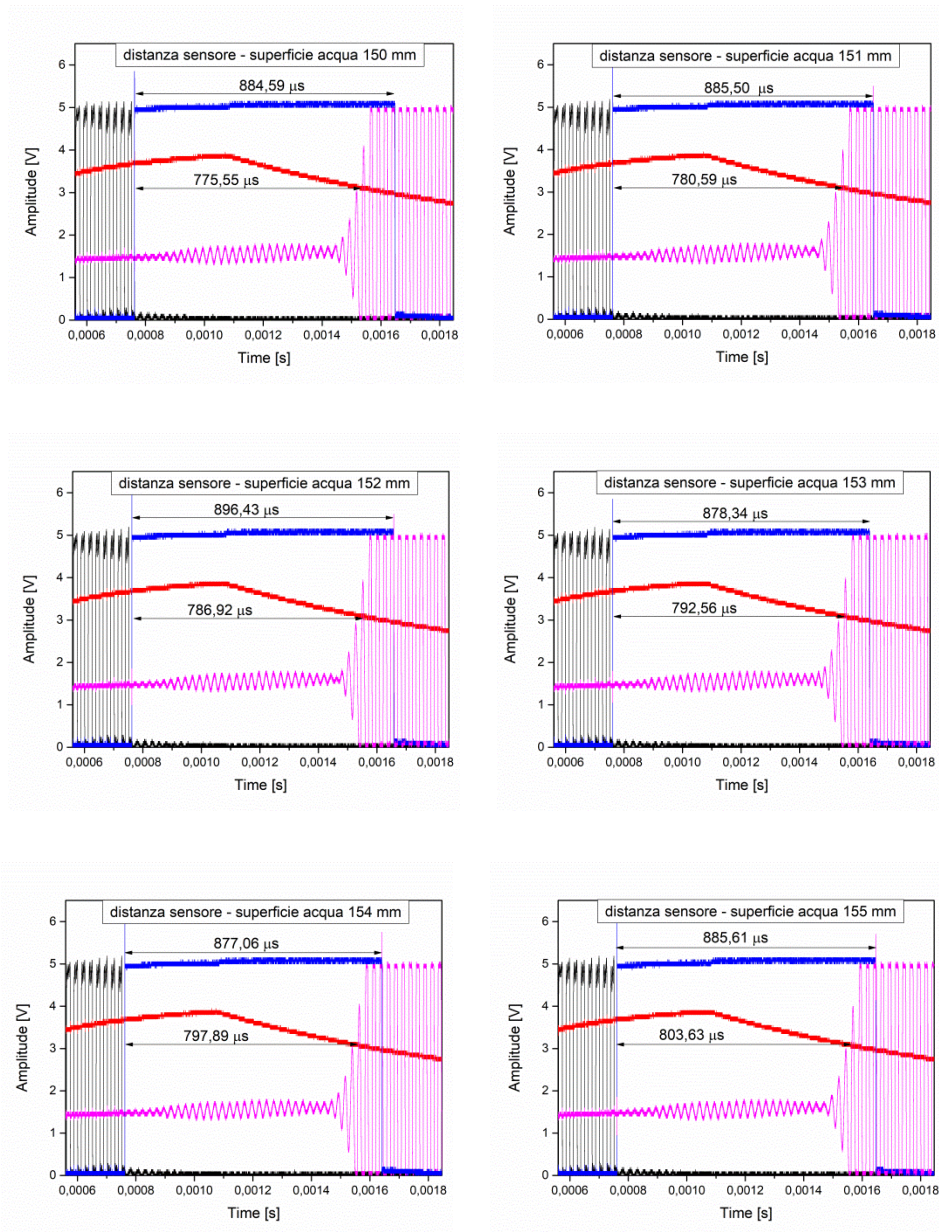 distanza sensore - superficie acqua 150 mm
884,59 μs
775,55 μs
Amplitude [V]
6
5
4
3
2
1
0
0,0006 0,0008 0,0010 0,0012 0,0014 0,0016 0,0018
Time [s]
distanza sensore - superficie acqua 151 mm
885,50 μs
780,59 μs
Amplitude [V]
6
5
4
3
2
1
0
0,0006 0,0008 0,0010 0,0012 0,0014 0,0016 0,0018
Time [s]
distanza sensore - superficie acqua 152 mm
896,43 μs
786,92 μs
Amplitude [V]
6
5
4
3
2
1
0
0,0006 0,0008 0,0010 0,0012 0,0014 0,0016 0,0018
Time [s]
distanza sensore - superficie acqua 153 mm
878,34 μs
792,56 μs
Amplitude [V]
6
5
4
3
2
1
0
0,0006 0,0008 0,0010 0,0012 0,0014 0,0016 0,0018
Time [s]
distanza sensore - superficie acqua 154 mm
877,06 μs
797,89 μs
Amplitude [V]
6
5
4
3
2
1
0
0,0006 0,0008 0,0010 0,0012 0,0014 0,0016 0,0018
Time [s]
distanza sensore - superficie acqua 155 mm
885,61 μs
803,63 μs
Amplitude [V]
6
5
4
3
2
1
0
0,0006 0,0008 0,0010 0,0012 0,0014 0,0016 0,0018
Time [s]